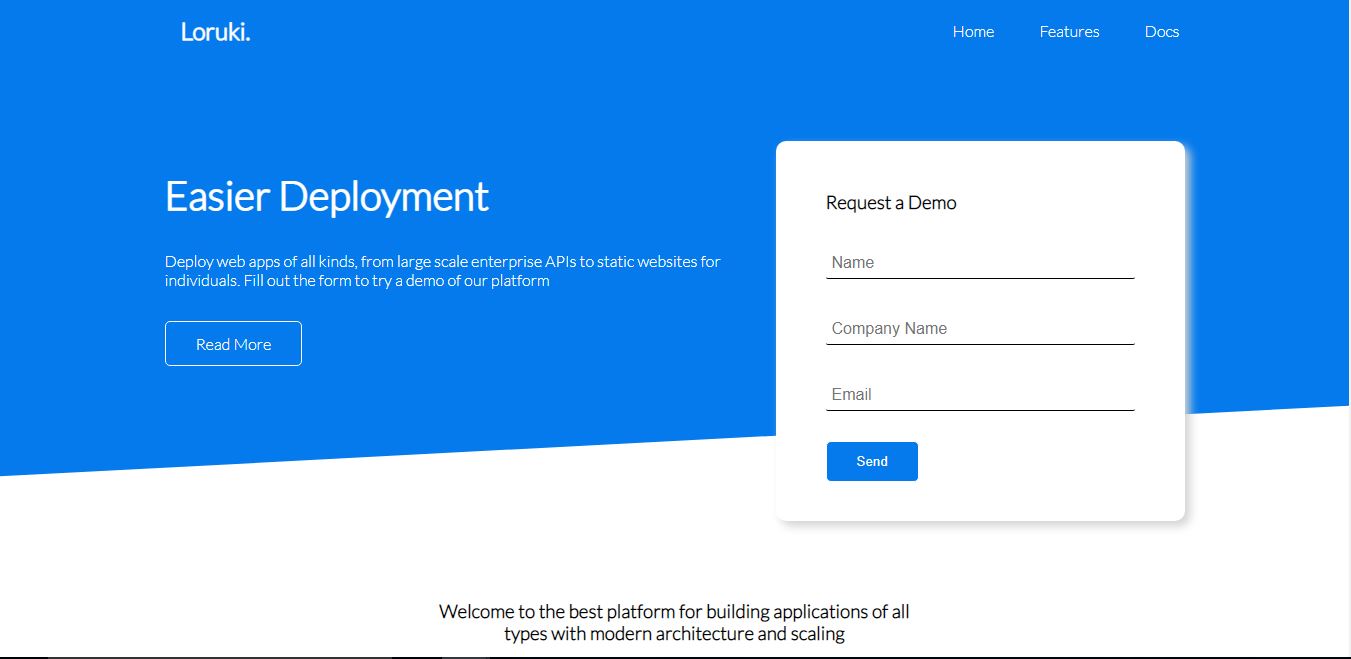 Loruki.
Home Features Docs
Easier Deployment
Deploy web apps of all kinds, from large scale enterprise APIs to static websites for
individuals. Fill out the form to try a demo of our platform
Read More
Request a Demo
Name
Company Name
Email
Send
Welcome to the best platform for building applications of all
types with modern architecture and scaling